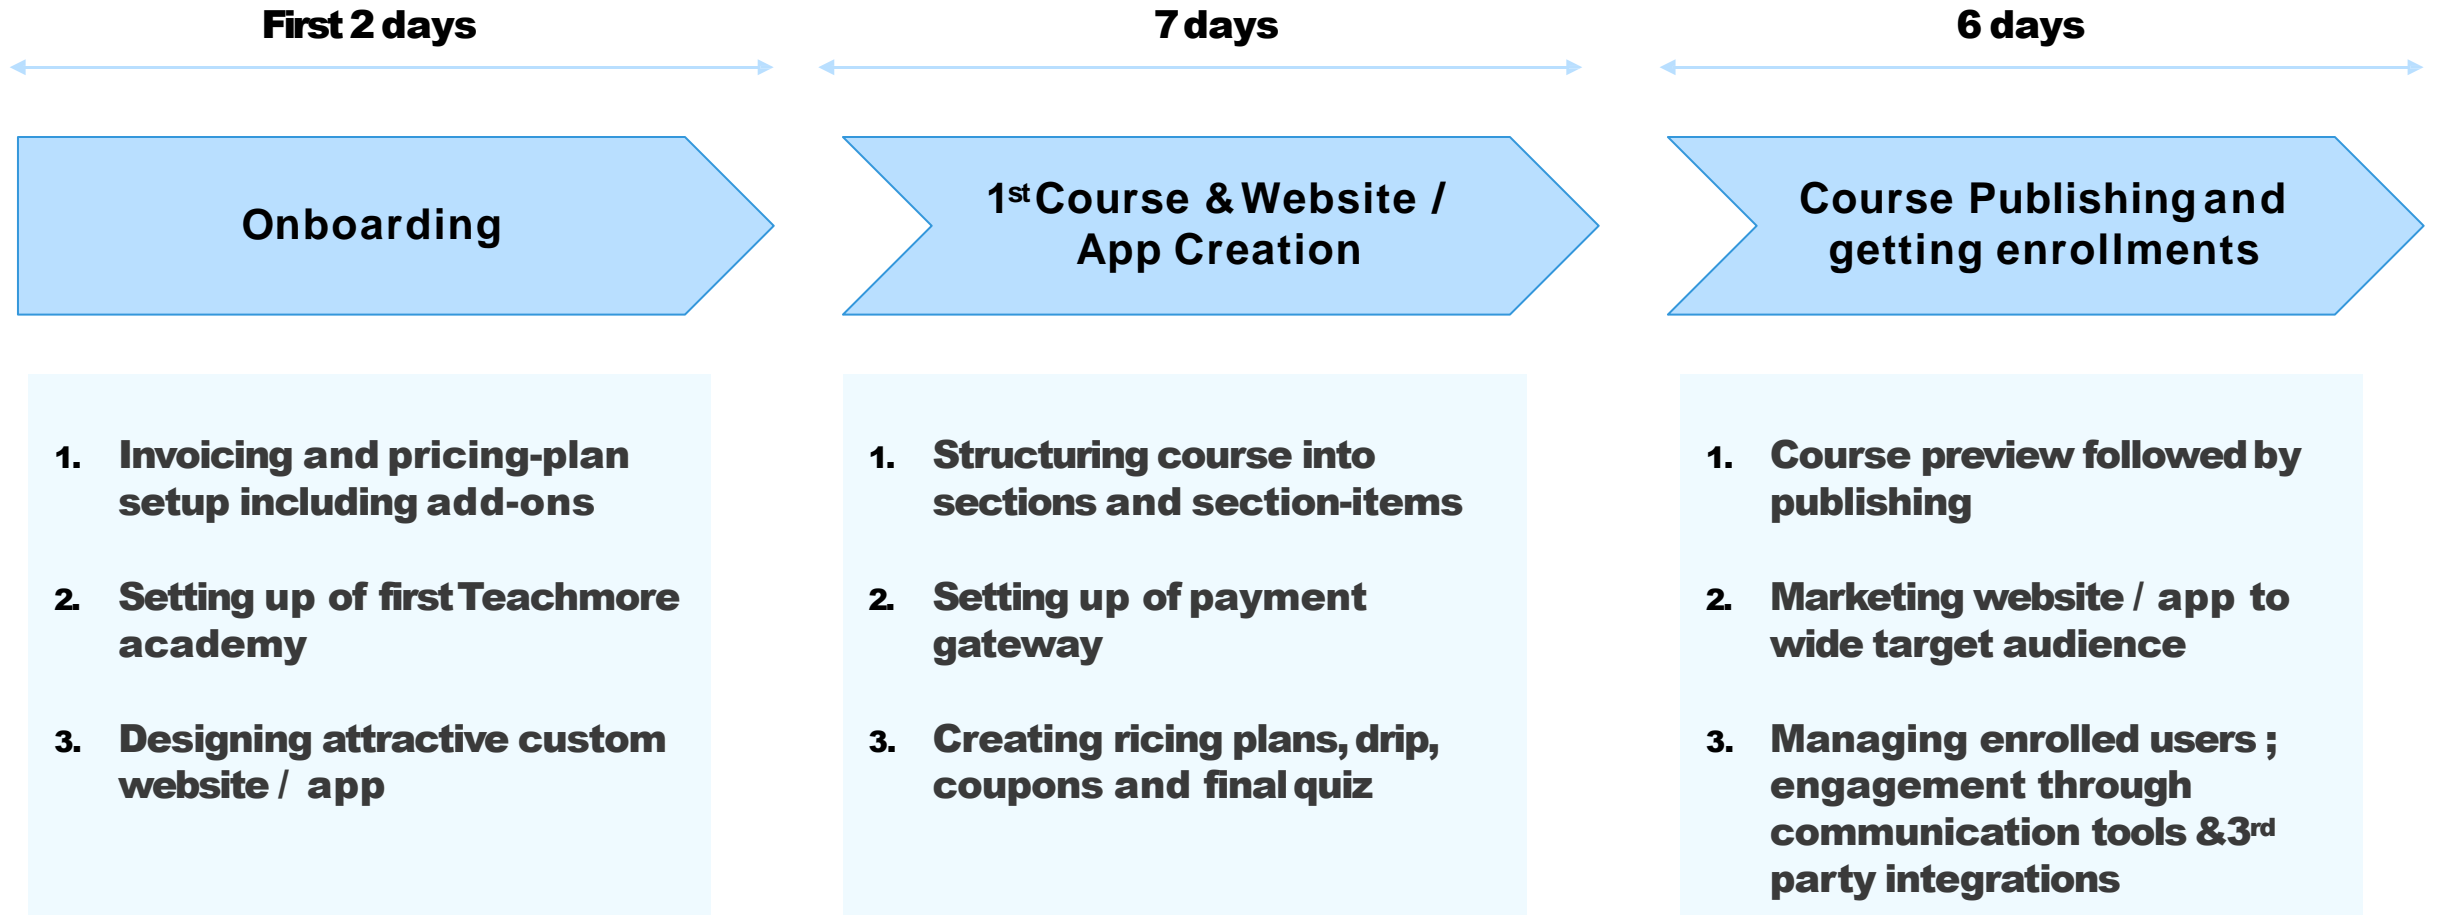 First 2 days
7 days
6 days
Onboarding
1st Course & Website /
App Creation
Course Publishing and
getting enrollments
1. Invoicing and pricing-plan
setup including add-ons
2. Setting up of first Teachmore
academy
3. Designing attractive custom
website / app
1. Structuring course into
sections and section-items
2. Setting up of payment
gateway
3. Creating ricing plans, drip,
coupons and final quiz
1. Course preview followed by
publishing
2. Marketing website / app to
wide target audience
3. Managing enrolled users ;
engagement through
communication tools &3rd
party integrations